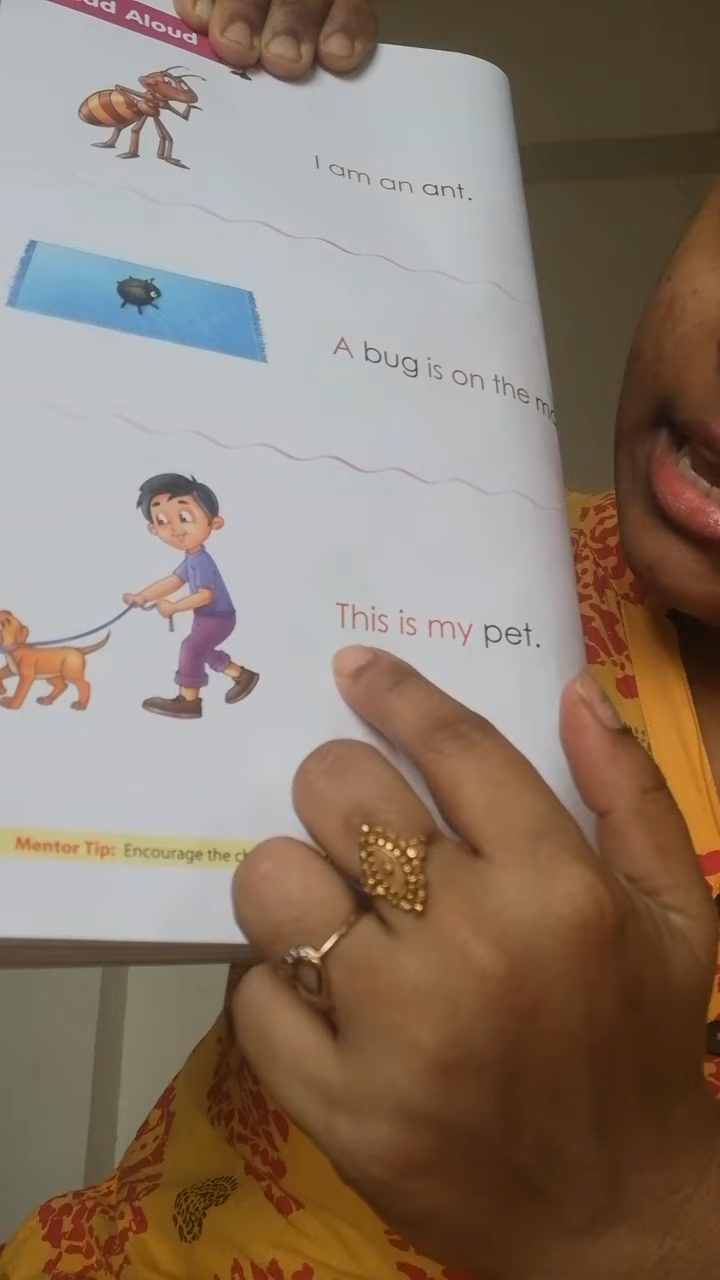 Aloud
I am an ant.
A bug is on the
This is my pet.
Mentor Tip: Encourage the